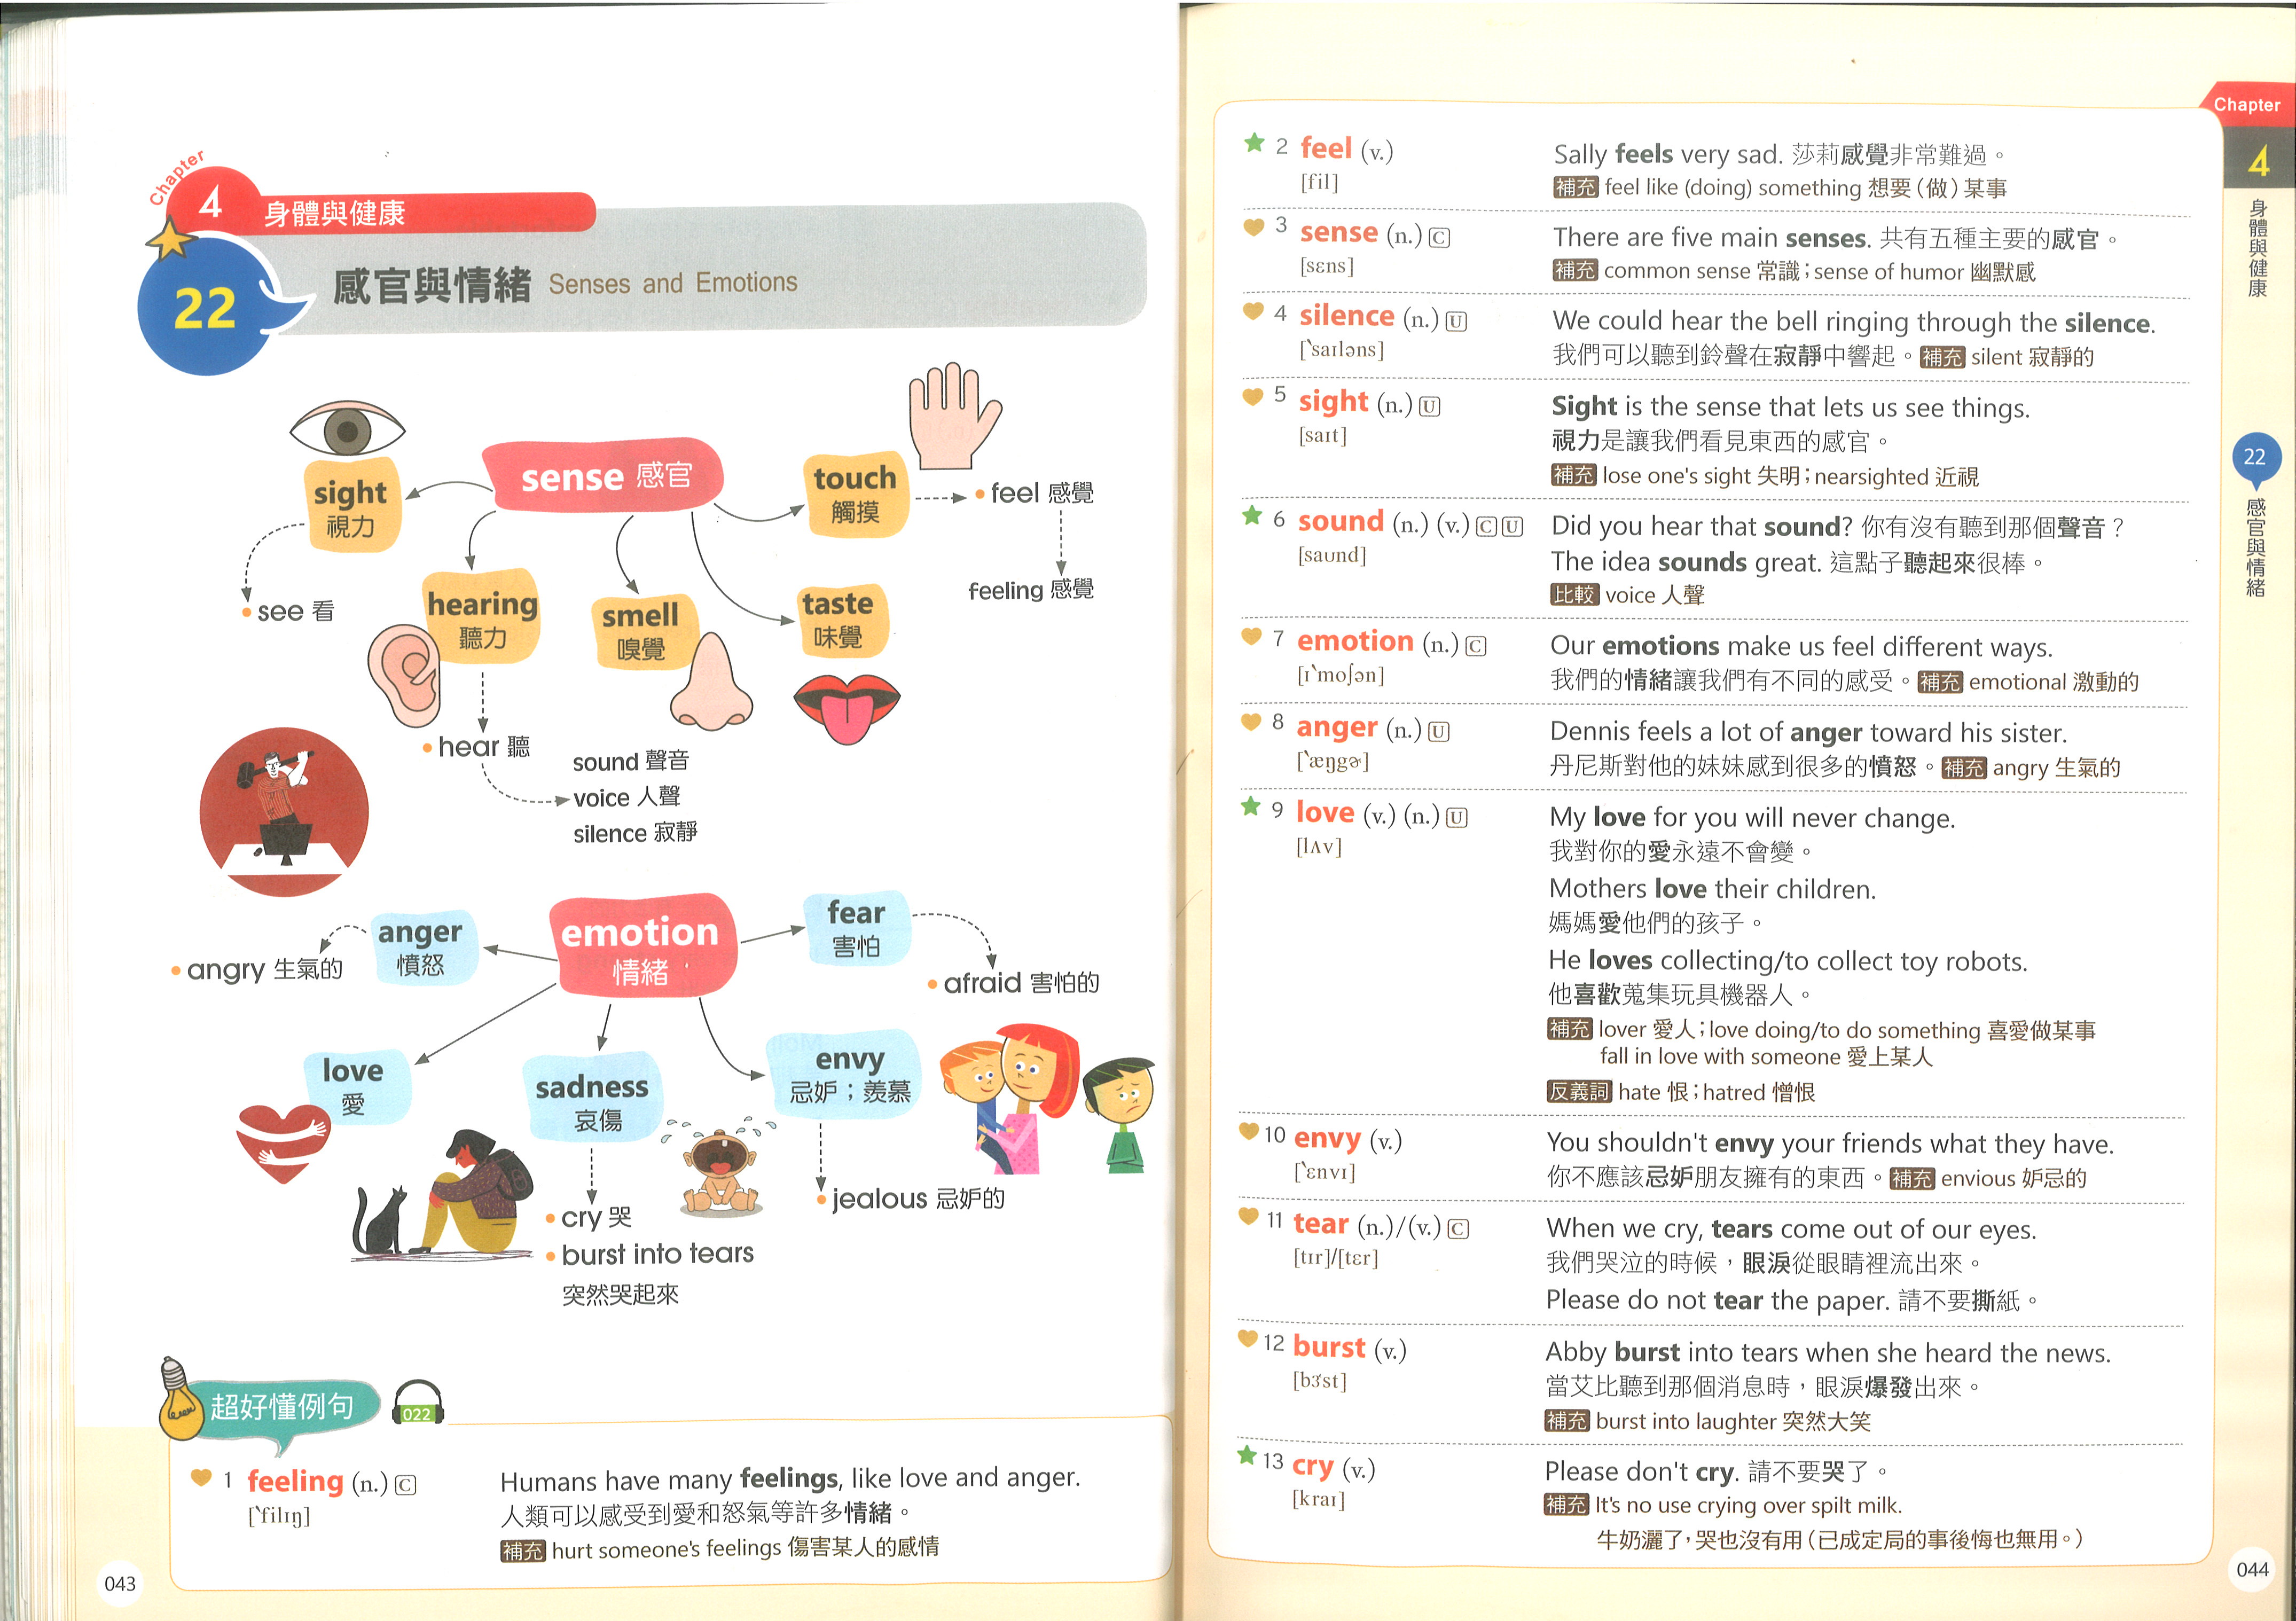 Chapter
4 身體與健康
22 感官與情緒 Senses and Emotions
sense 感官
sight
視力
see 看
hearing
聽力
hear 聽
sound 聲音
voice 人聲
silence 寂靜
smell
嗅覺
taste
味覺
touch
觸摸
feel 感覺
feeling 感覺
emotion
情緒
anger
憤怒
angry 生氣的
love
愛
sadness
哀傷
cry 哭
burst into tears
突然哭起來
envy
忌妒；羨慕
jealous 忌妒的
fear
害怕
afraid 害怕的
超好懂例句 022
1 feeling (n.) C Humans have many feelings, like love and anger.
[ˋfilɪŋ] 人類可以感受到愛和怒氣等許多情緒。
補充 hurt someone's feelings 傷害某人的感情
043
2 feel (v.) Sally feels very sad. 莎莉感覺非常難過。
[fil] 補充 feel like (doing) something 想要（做）某事
3 sense (n.) C There are five main senses. 共有五種主要的感官。
[sɛns] 補充 common sense 常識；sense of humor 幽默感
4 silence (n.) U We could hear the bell ringing through the silence.
[ˋsaɪləns] 我們可以聽到鈴聲在寂靜中響起。補充 silent 寂靜的
5 sight (n.) U Sight is the sense that lets us see things.
[saɪt] 視力是讓我們看見東西的感官。
補充 lose one's sight 失明；nearsighted 近視
6 sound (n.) (v.) C U Did you hear that sound? 你有沒有聽到那個聲音？
[saʊnd] The idea sounds great. 這點子聽起來很棒。
比較 voice 人聲
7 emotion (n.) C Our emotions make us feel different ways.
[ɪˋmoʃən] 我們的情緒讓我們有不同的感受。補充 emotional 激動的
8 anger (n.) U Dennis feels a lot of anger toward his sister.
[ˋæŋgɚ] 丹尼斯對他的妹妹感到很多的憤怒。補充 angry 生氣的
9 love (v.) (n.) U My love for you will never change.
[lʌv] 我對你的愛永遠不會變。
Mothers love their children.
媽媽愛他們的孩子。
He loves collecting/to collect toy robots.
他喜歡蒐集玩具機器人。
補充 lover 愛人；love doing/to do something 喜愛做某事
fall in love with someone 愛上某人
反義詞 hate 恨；hatred 憎恨
10 envy (v.) You shouldn't envy your friends what they have.
[ˋɛnvɪ] 你不應該忌妒朋友擁有的東西。補充 envious 妒忌的
11 tear (n.)/(v.) C When we cry, tears come out of our eyes.
[tɪr]/[tɛr] 我們哭泣的時候，眼淚從眼睛裡流出來。
Please do not tear the paper. 請不要撕紙。
12 burst (v.) Abby burst into tears when she heard the news.
[bɝst] 當艾比聽到那個消息時，眼淚爆發出來。
補充 burst into laughter 突然大笑
13 cry (v.) Please don't cry. 請不要哭了。
[kraɪ] 補充 It's no use crying over spilt milk.
牛奶灑了，哭也沒有用（已成定局的事後悔也無用。）
Chapter
4
身體與健康
22
感官與情緒
044